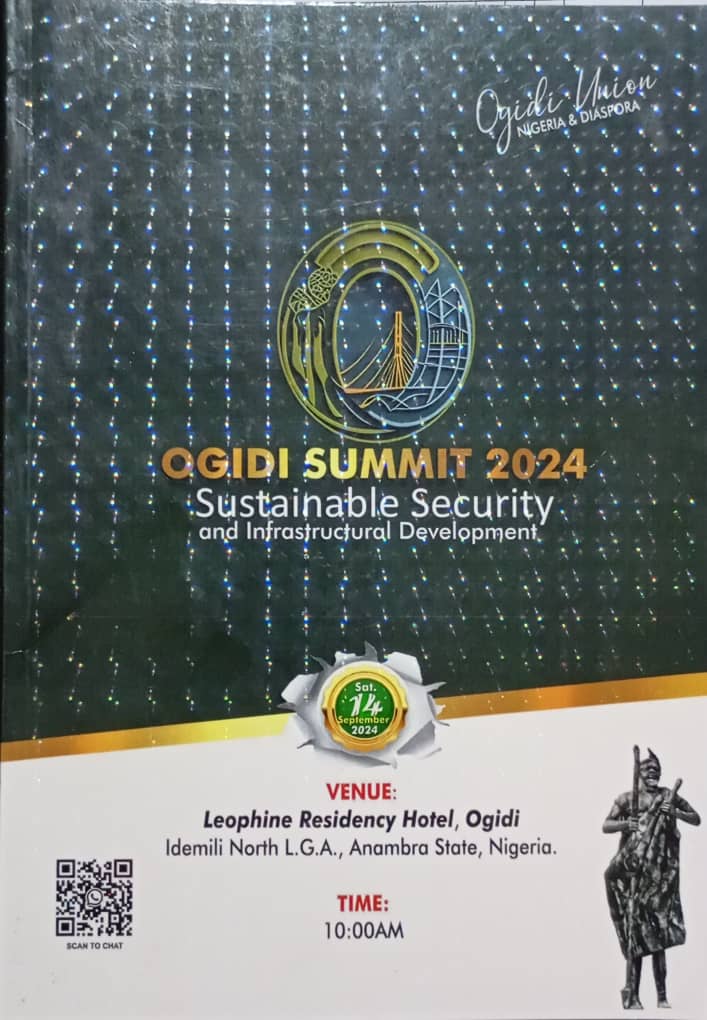 Ogidi Union
NIGERIA & DIASPORA
OGIDI SUMMIT 2024
Sustainable Security
and Infrastructural Development
Sat.
14
September
2024
VENUE:
Leophine Residency Hotel, Ogidi
Idemili North L.G.A., Anambra State, Nigeria.
TIME:
10:00AM
SCAN TO CHAT